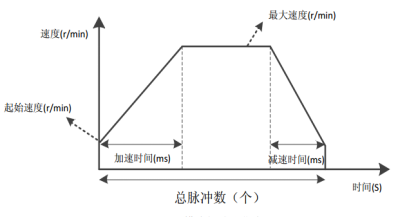 速度(r/min)
最大速度(r/min)
起始速度(r/min)
加速时间(ms)
减速时间(ms)
时间(S)
总脉冲数（个）